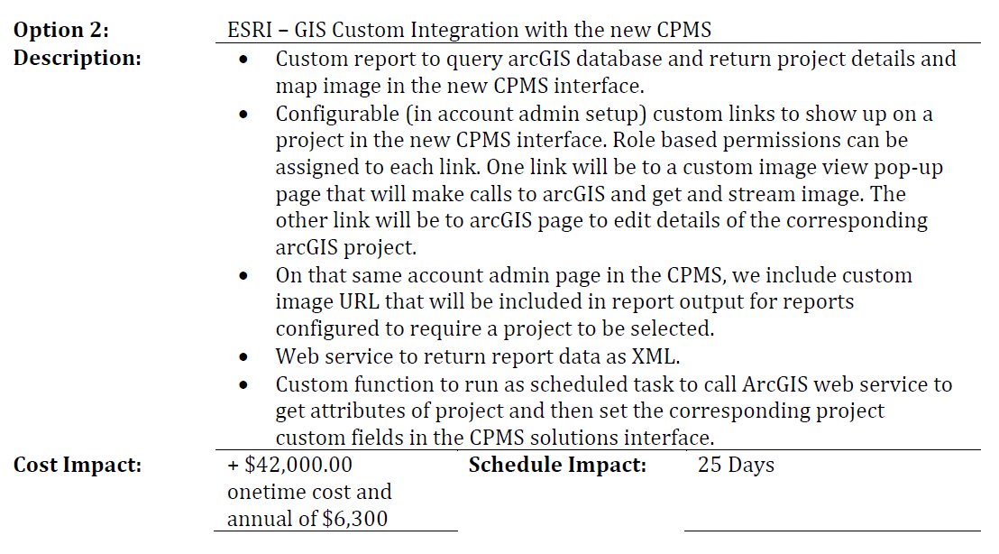 Option 2: ESRI – GIS Custom Integration with the new CPMS
Description: • Custom report to query arcGIS database and return project details and
map image in the new CPMS interface.
• Configurable (in account admin setup) custom links to show up on a
project in the new CPMS interface. Role based permissions can be
assigned to each link. One link will be to a custom image view pop-up
page that will make calls to arcGIS and get and stream image. The
other link will be to arcGIS page to edit details of the corresponding
arcGIS project.
• On that same account admin page in the CPMS, we include custom
image URL that will be included in report output for reports
configured to require a project to be selected.
• Web service to return report data as XML.
• Custom function to run as scheduled task to call ArcGIS web service to
get attributes of project and then set the corresponding project
custom fields in the CPMS solutions interface.
Cost Impact: + $42,000.00 Schedule Impact: 25 Days
onetime cost and
annual of $6,300